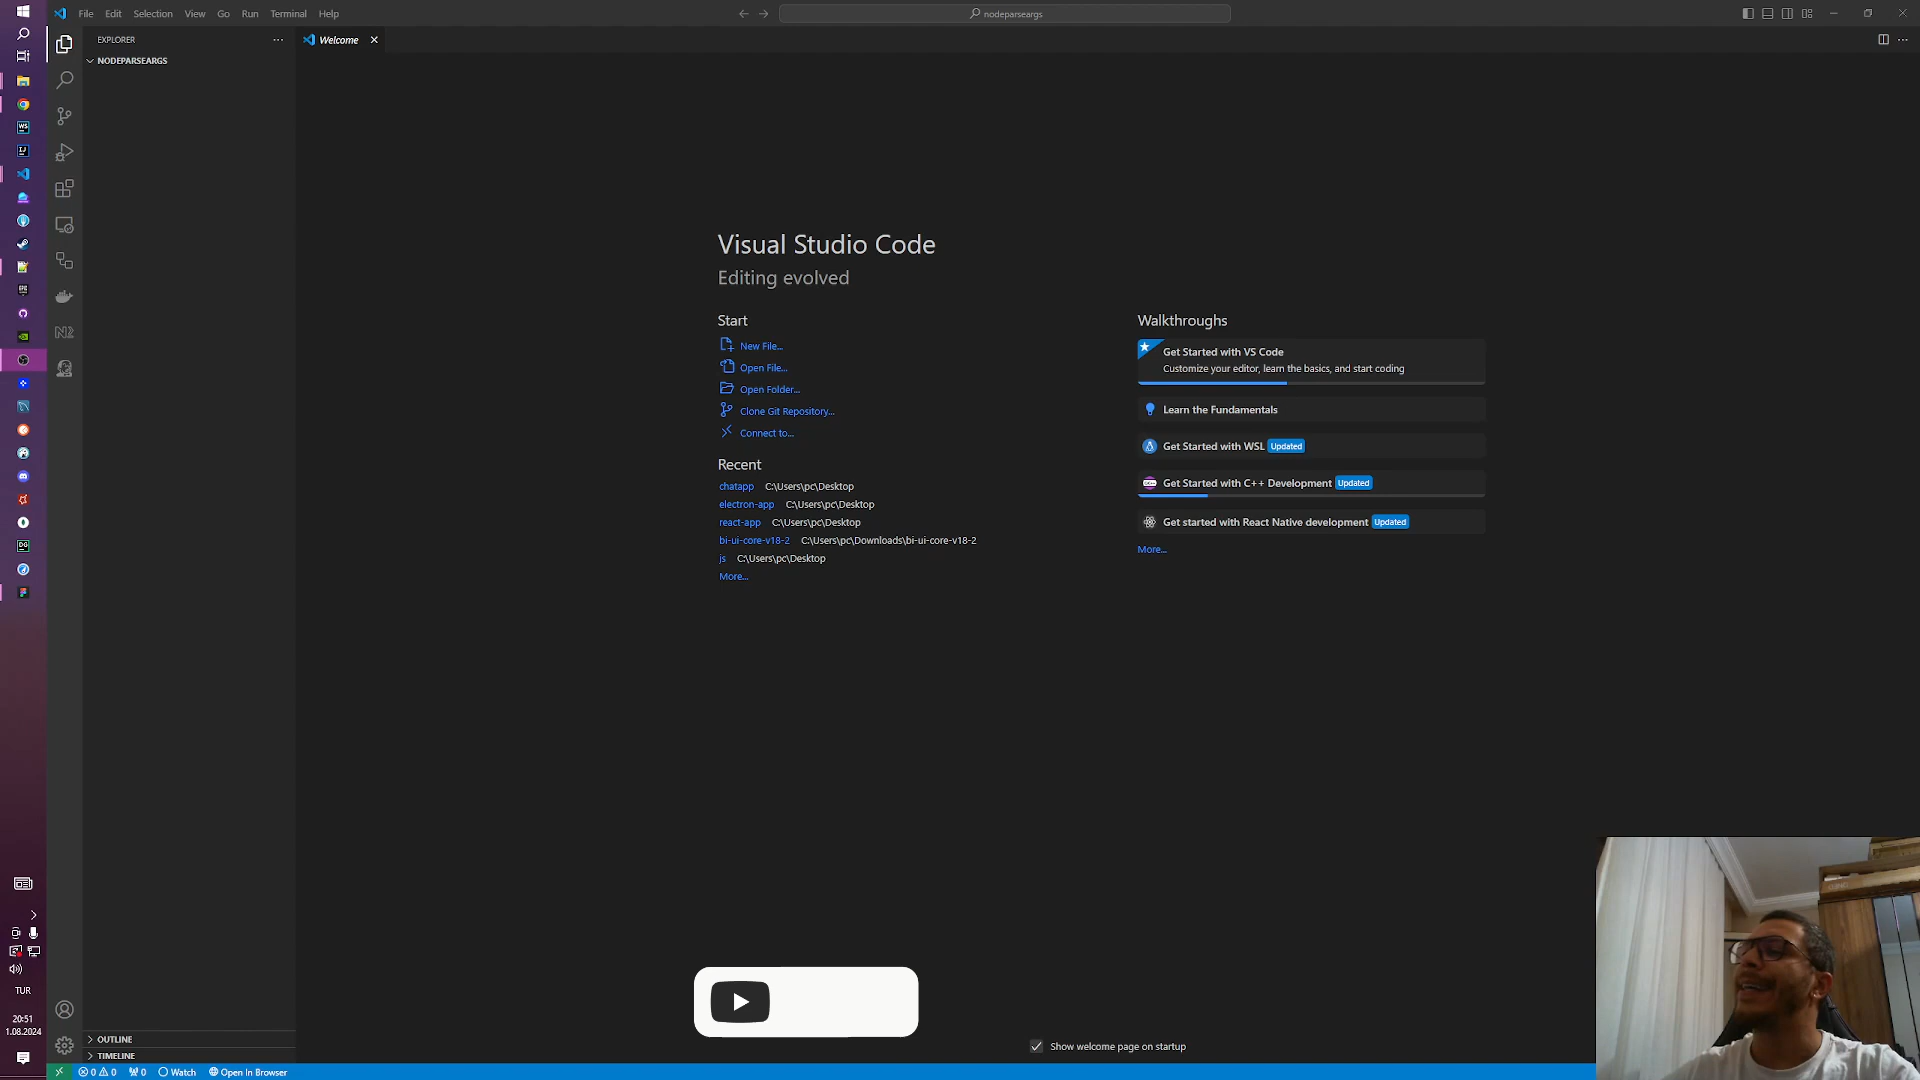 File Edit Selection View Go Run Terminal Help
nodeparseargs
EXPLORER
Welcome
NODEPARSEARGS
Visual Studio Code
Editing evolved
Start
New File...
Open File...
Open Folder...
Clone Git Repository...
Connect to...
Recent
chatapp C:\Users\pc\Desktop
electron-app C:\Users\pc\Desktop
react-app C:\Users\pc\Desktop
bi-ui-core-v18-2 C:\Users\pc\Downloads\bi-ui-core-v18-2
js C:\Users\pc\Desktop
More...
Walkthroughs
Get Started with VS Code
Customize your editor, learn the basics, and start coding
Learn the Fundamentals
Get Started with WSL Updated
Get Started with C++ Development Updated
Get started with React Native development Updated
More...
Show welcome page on startup
OUTLINE
TIMELINE
0 0 0 Watch Open In Browser
WS
IJ
EPIC
DG
N2
TUR
20:51
1.08.2024